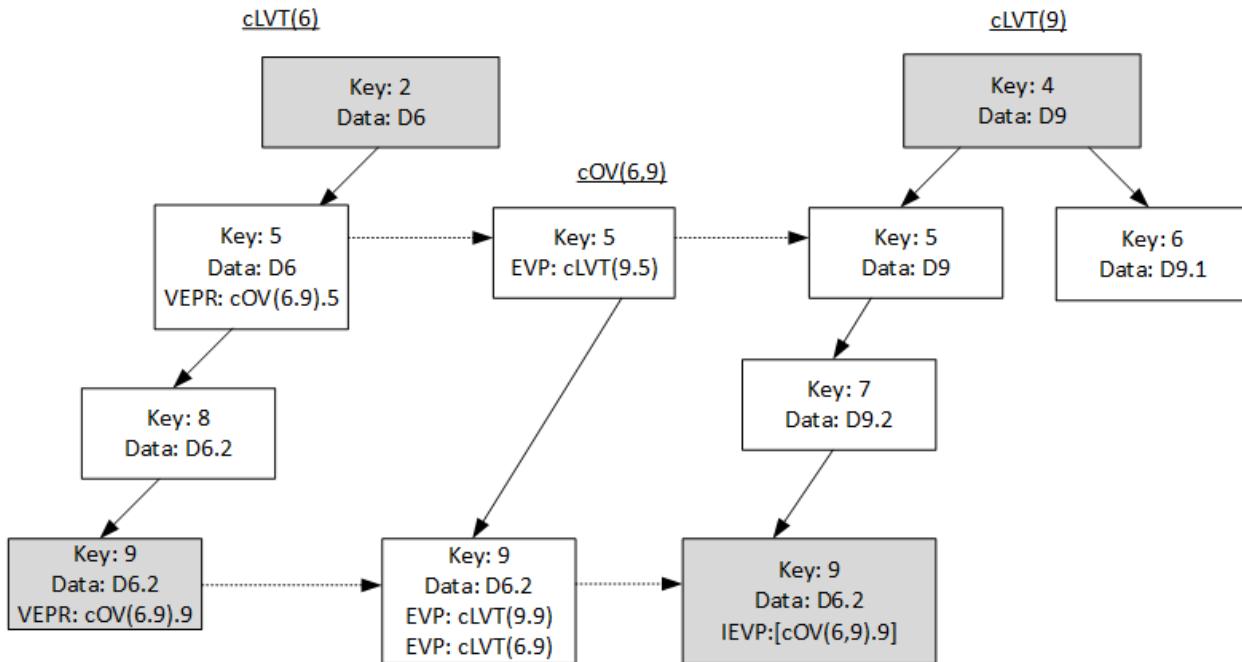 cLVT(6)
cLVT(9)
Key: 2
Data: D6
Key: 4
Data: D9
cOV(6,9)
Key: 5
Data: D6
VEPR: cOV(6.9).5
Key: 5
EVP: cLVT(9.5)
Key: 5
Data: D9
Key: 6
Data: D9.1
Key: 8
Data: D6.2
Key: 7
Data: D9.2
Key: 9
Data: D6.2
VEPR: cOV(6.9).9
Key: 9
Data: D6.2
EVP: cLVT(9.9)
EVP: cLVT(6.9)
Key: 9
Data: D6.2
IEVP:[cOV(6,9).9]